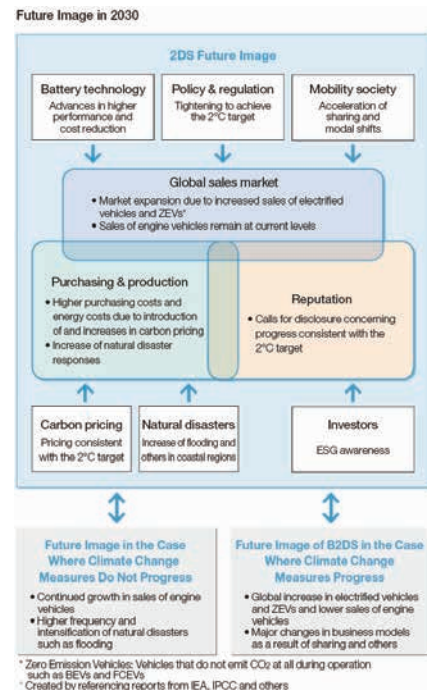 Future Image in 2030
2DS Future Image
Battery technology
Advances in higher
performance and
cost reduction
Policy & regulation
Tightening to achieve
the 2°C target
Mobility society
Acceleration of
sharing and
modal shifts
Global sales market
• Market expansion due to increased sales of electrified
vehicles and ZEVs*
• Sales of engine vehicles remain at current levels
Purchasing & production
• Higher purchasing costs and
energy costs due to introduction
of and increases in carbon pricing
• Increase of natural disaster
responses
Reputation
• Calls for disclosure concerning
progress consistent with the
2°C target
Carbon pricing
Pricing consistent
with the 2°C target
Natural disasters
Increase of flooding and
others in coastal regions
Investors
ESG awareness
Future Image in the Case
Where Climate Change
Measures Do Not Progress
• Continued growth in sales of engine
vehicles
• Higher frequency and
intensification of natural disasters
such as flooding
Future Image of B2DS in the Case
Where Climate Change
Measures Progress
• Global increase in electrified vehicles
and ZEVs and lower sales of engine
vehicles
• Major changes in business models
as a result of sharing and others
* Zero Emission Vehicles: Vehicles that do not emit CO₂ at all during operation
such as BEVs and FCEVs
* Created by referencing reports from IEA, IPCC and others